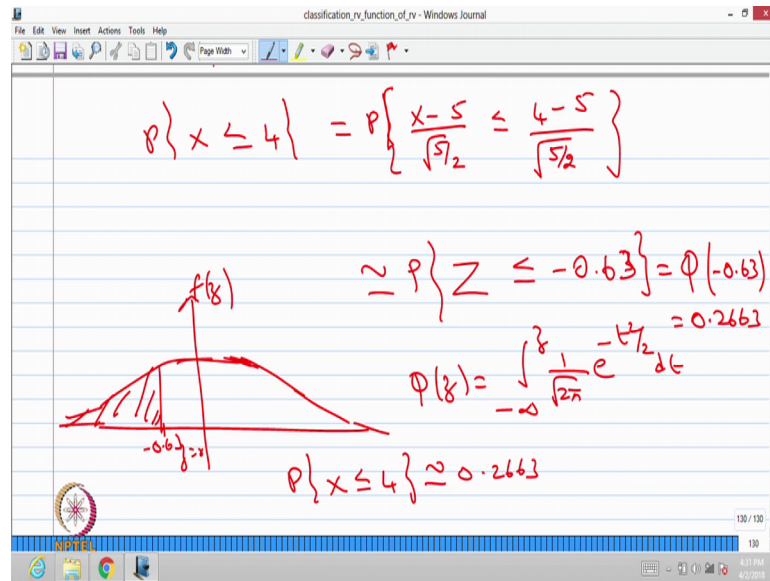 classification_rv_function_of_rv - Windows Journal
File Edit View Insert Actions Tools Help
Page Width
P{ X ≤ 4 } = P{ (X-5)/√(5/2) ≤ (4-5)/√(5/2) }
≃ P{ Z ≤ -0.63 } = Φ(-0.63)
= 0.2663
f(z)
Φ(z) = ∫_{-∞}^{z} 1/√2π e^{-t²/2} dt
-0.63
P{ X ≤ 4 } ≃ 0.2663
NPTEL
130 / 130
130
4:31 PM
4/2/2018